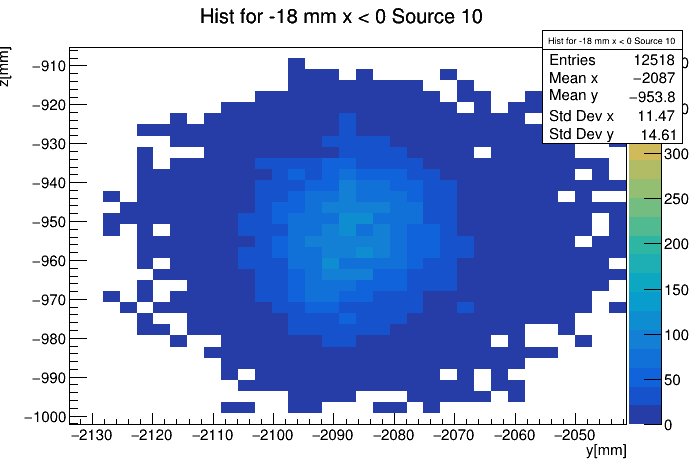 Hist for -18 mm x < 0 Source 10
z[mm]
Hist for -18 mm x < 0 Source 10
Entries 12518
Mean x −2087
Mean y −953.8
Std Dev x 11.47
Std Dev y 14.61
−910
−920
−930
−940
−950
−960
−970
−980
−990
−1000
300
250
200
150
100
50
0
−2130 −2120 −2110 −2100 −2090 −2080 −2070 −2060 −2050
y[mm]